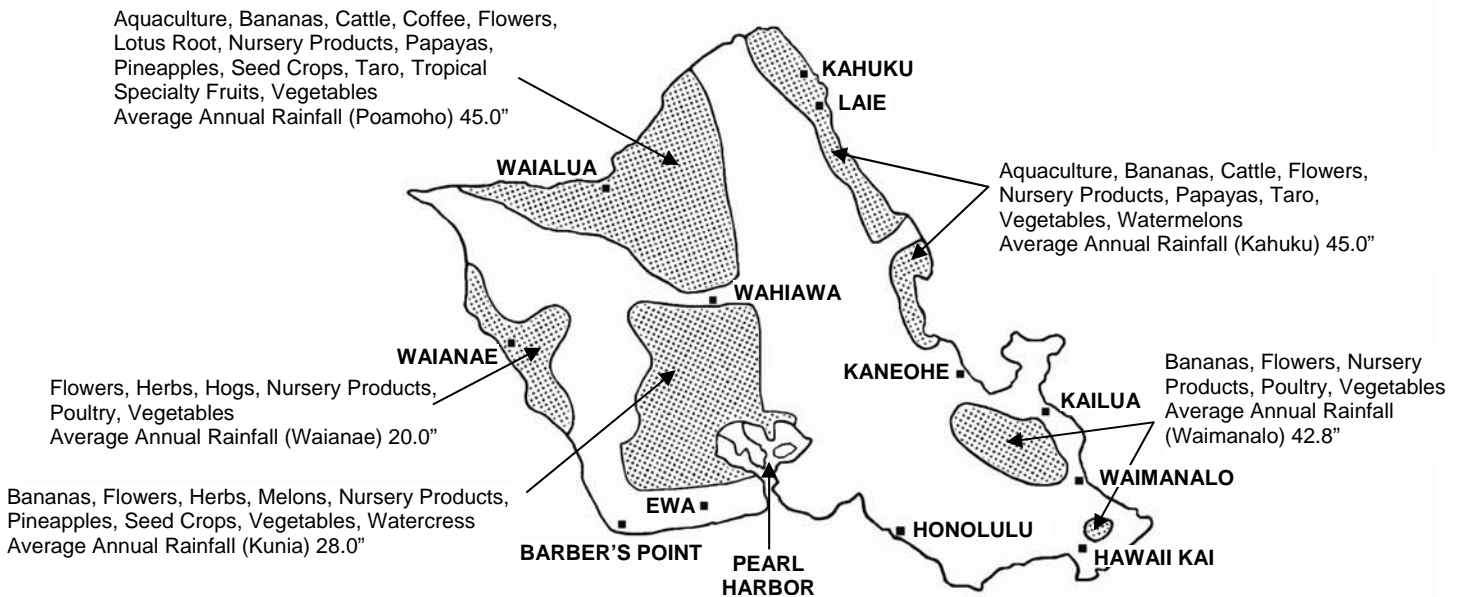 Aquaculture, Bananas, Cattle, Coffee, Flowers,
Lotus Root, Nursery Products, Papayas,
Pineapples, Seed Crops, Taro, Tropical
Specialty Fruits, Vegetables
Average Annual Rainfall (Poamoho) 45.0”
KAHUKU
LAIE
WAIALUA
Aquaculture, Bananas, Cattle, Flowers,
Nursery Products, Papayas, Taro,
Vegetables, Watermelons
Average Annual Rainfall (Kahuku) 45.0”
WAHIAWA
WAIANAE
Flowers, Herbs, Hogs, Nursery Products,
Poultry, Vegetables
Average Annual Rainfall (Waianae) 20.0”
KANEOHE
Bananas, Flowers, Nursery
Products, Poultry, Vegetables
Average Annual Rainfall
(Waimanalo) 42.8”
KAILUA
WAIMANALO
Bananas, Flowers, Herbs, Melons, Nursery Products,
Pineapples, Seed Crops, Vegetables, Watercress
Average Annual Rainfall (Kunia) 28.0”
EWA
BARBER’S POINT
PEARL
HARBOR
HONOLULU
HAWAII KAI